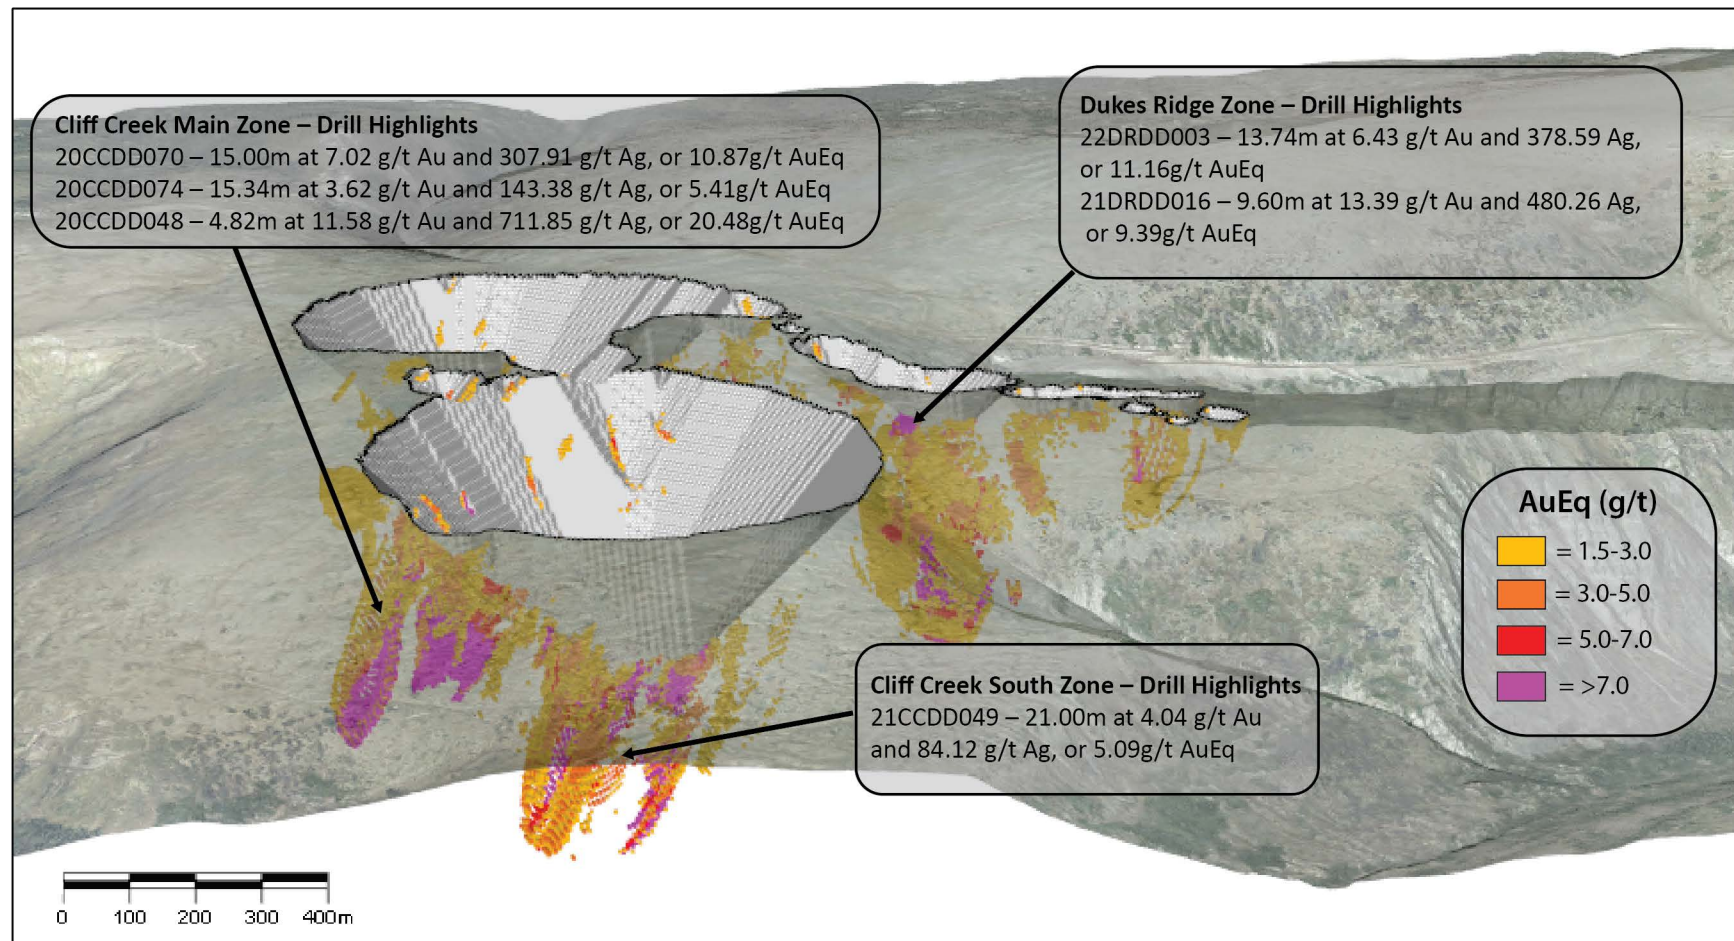 Cliff Creek Main Zone – Drill Highlights
20CCDD070 – 15.00m at 7.02 g/t Au and 307.91 g/t Ag, or 10.87g/t AuEq
20CCDD074 – 15.34m at 3.62 g/t Au and 143.38 g/t Ag, or 5.41g/t AuEq
20CCDD048 – 4.82m at 11.58 g/t Au and 711.85 g/t Ag, or 20.48g/t AuEq
Dukes Ridge Zone – Drill Highlights
22DRDD003 – 13.74m at 6.43 g/t Au and 378.59 Ag,
or 11.16g/t AuEq
21DRDD016 – 9.60m at 13.39 g/t Au and 480.26 Ag,
or 9.39g/t AuEq
AuEq (g/t)
= 1.5-3.0
= 3.0-5.0
= 5.0-7.0
= >7.0
Cliff Creek South Zone – Drill Highlights
21CCDD049 – 21.00m at 4.04 g/t Au
and 84.12 g/t Ag, or 5.09g/t AuEq
0 100 200 300 400m